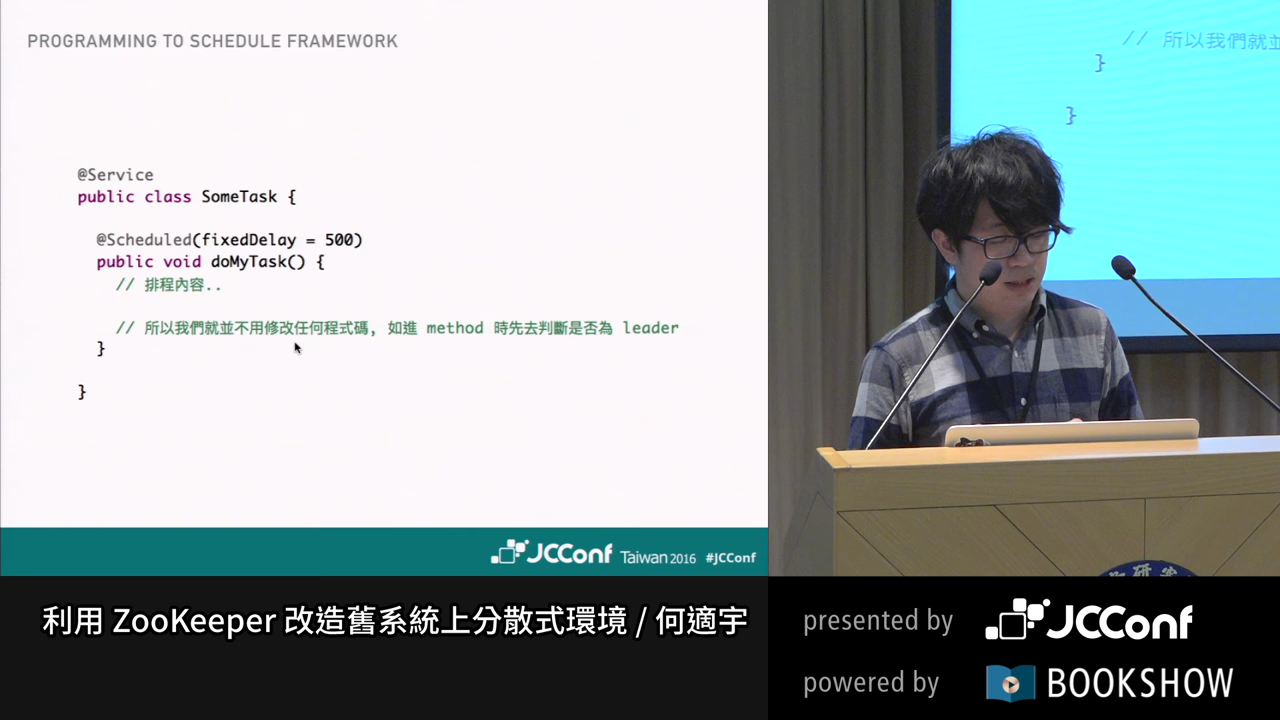 PROGRAMMING TO SCHEDULE FRAMEWORK
@Service
public class SomeTask {
@Scheduled(fixedDelay = 500)
public void doMyTask() {
// 排程內容..
// 所以我們就並不用修改任何程式碼, 如進 method 時先去判斷是否為 leader
}
}
// 所以我們就並
}
}
JCConf Taiwan 2016 #JCConf
利用 ZooKeeper 改造舊系統上分散式環境 / 何適宇
presented by JCConf
powered by BOOKSHOW